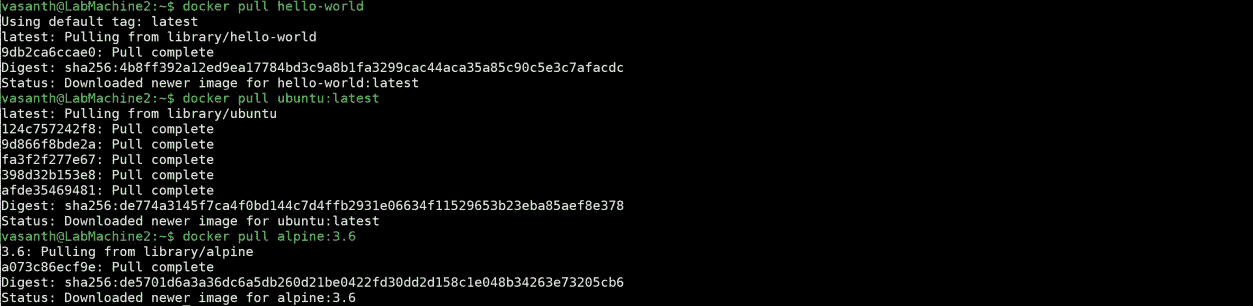 vasanth@LabMachine2:~$ docker pull hello-world
Using default tag: latest
latest: Pulling from library/hello-world
9db2ca6ccae0: Pull complete
Digest: sha256:4b8ff392a12ed9ea17784bd3c9a8b1fa3299cac44aca35a85c90c5e3c7afacdc
Status: Downloaded newer image for hello-world:latest
vasanth@LabMachine2:~$ docker pull ubuntu:latest
latest: Pulling from library/ubuntu
124c757242f8: Pull complete
9d866f8bde2a: Pull complete
fa3f2f277e67: Pull complete
398d32b153e8: Pull complete
afde35469481: Pull complete
Digest: sha256:de774a3145f7ca4f0bd144c7d4ffb2931e06634f11529653b23eba85aef8e378
Status: Downloaded newer image for ubuntu:latest
vasanth@LabMachine2:~$ docker pull alpine:3.6
3.6: Pulling from library/alpine
a073c86ecf9e: Pull complete
Digest: sha256:de5701d6a3a36dc6a5db260d21be0422fd30dd2d158c1e048b34263e73205cb6
Status: Downloaded newer image for alpine:3.6